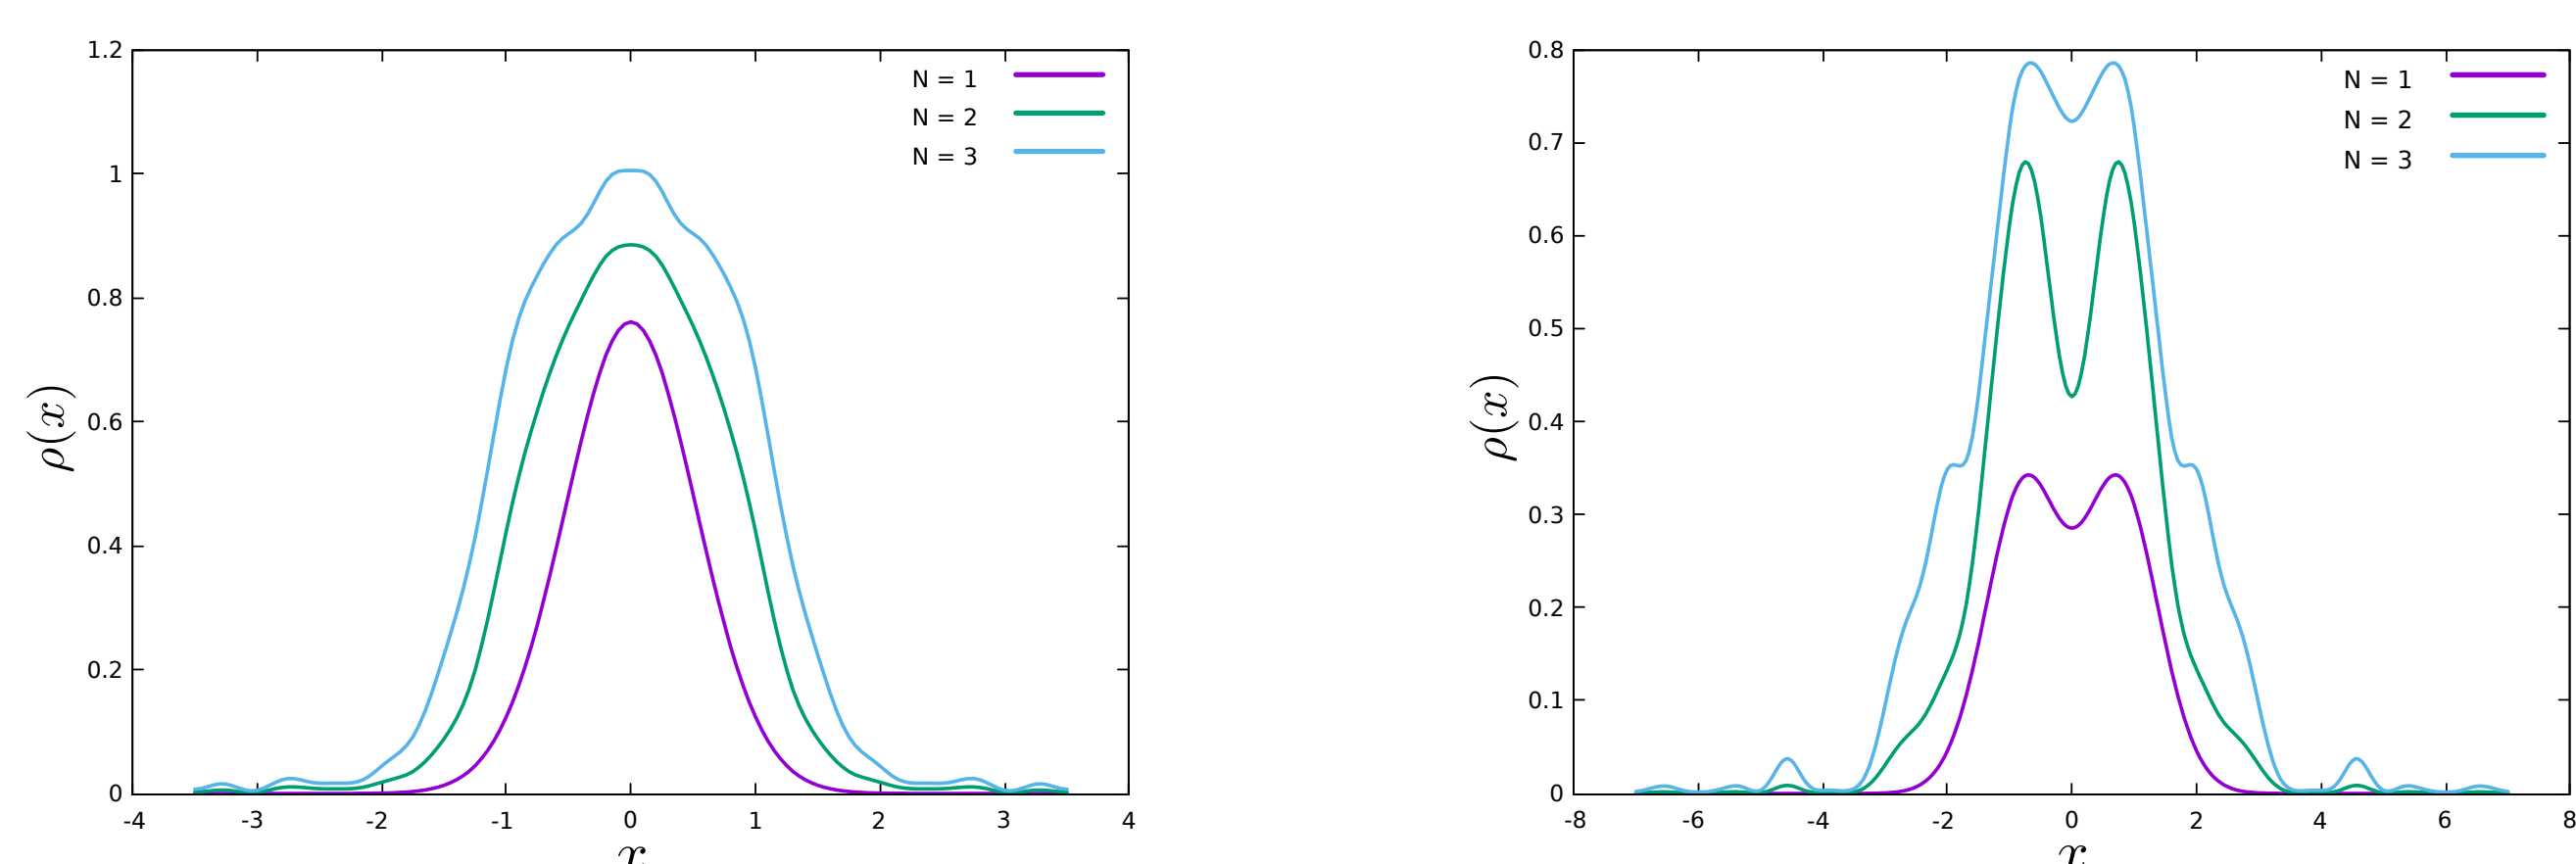 1.2
1
0.8
0.6
0.4
0.2
0
ρ(x)
N = 1
N = 2
N = 3
-4 -3 -2 -1 0 1 2 3 4
x
0.8
0.7
0.6
0.5
0.4
0.3
0.2
0.1
0
ρ(x)
N = 1
N = 2
N = 3
-8 -6 -4 -2 0 2 4 6 8
x